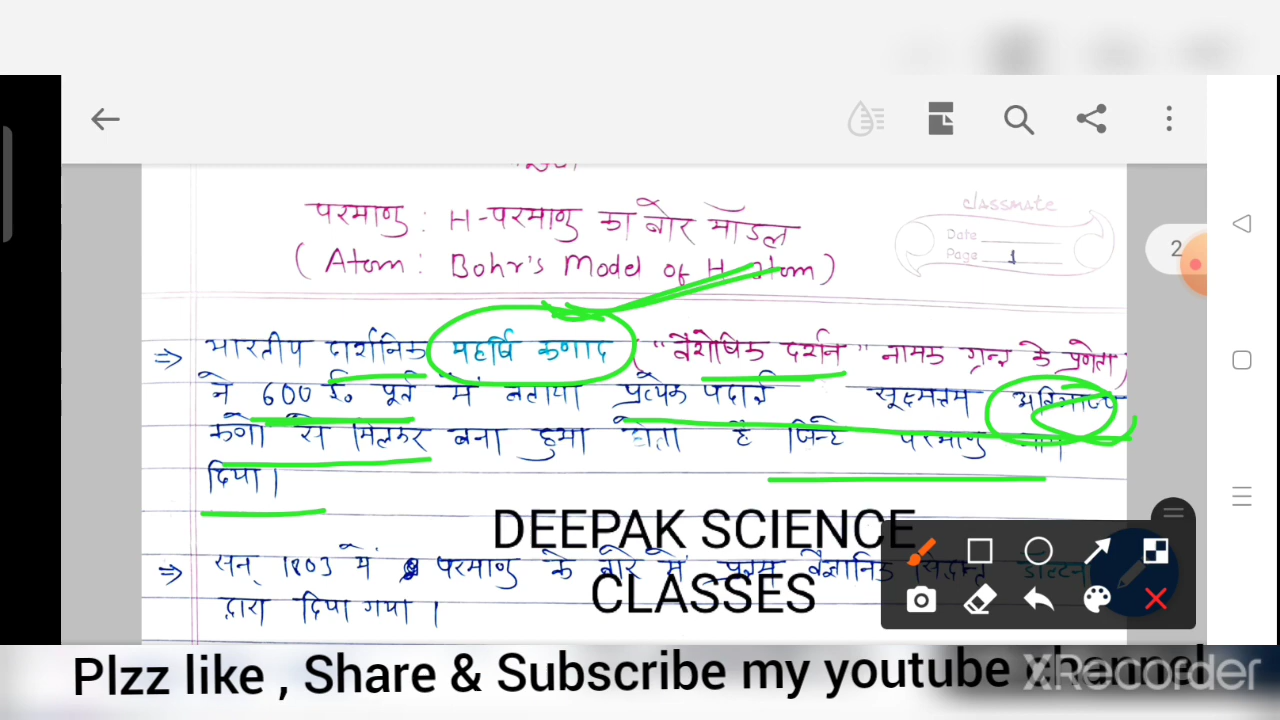 परमाणु : H-परमाणु का बोर मॉडल
classmate
Date
( Atom : Bohr's Model of H-atom )
Page 1
2
⇒ भारतीय दार्शनिक महर्षि कणाद ( "वैशेषिक दर्शन" नामक ग्रन्थ के प्रणेता )
ने 600 ई० पूर्व में बताया प्रत्येक पदार्थ सूक्ष्मतम अविभाज्य
कणों से मिलकर बना हुआ होता है जिन्हे परमाणु नाम
दिया।
DEEPAK SCIENCE
⇒ सन् 1803 में परमाणु के बारे में प्रथम वैज्ञानिक सिद्धान्त डॉल्टन
CLASSES
द्वारा दिया गया।
Plzz like , Share & Subscribe my youtube channel
XRecorder